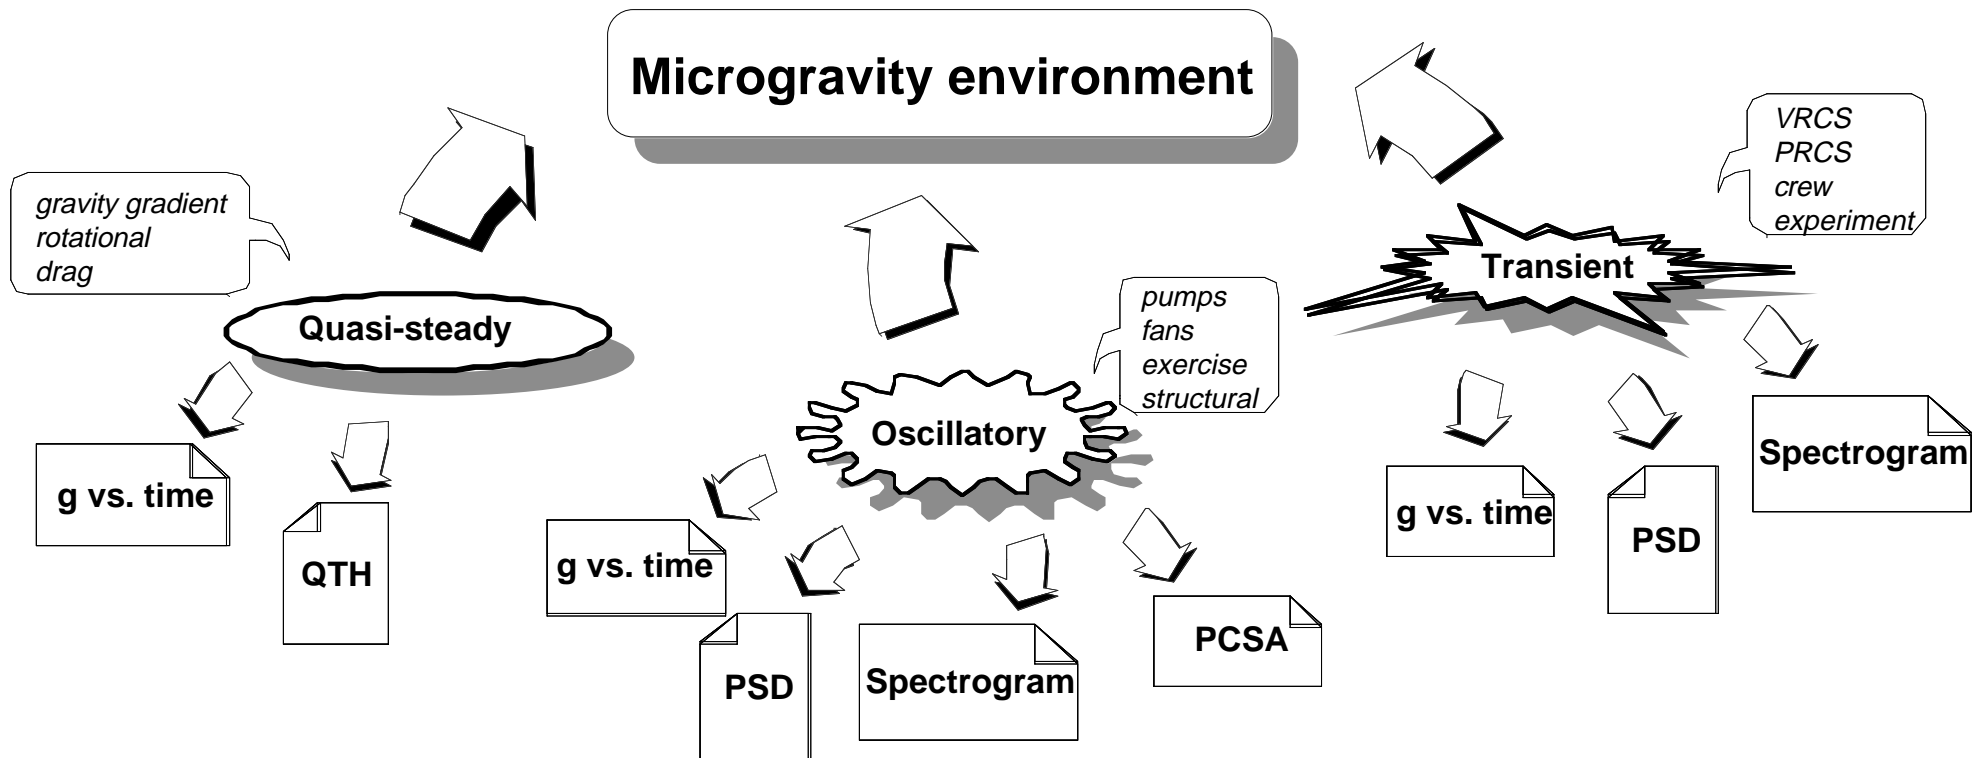 Microgravity environment
gravity gradient
rotational
drag
Quasi-steady
g vs. time
QTH
pumps
fans
exercise
structural
Oscillatory
g vs. time
PSD
Spectrogram
PCSA
VRCS
PRCS
crew
experiment
Transient
g vs. time
PSD
Spectrogram